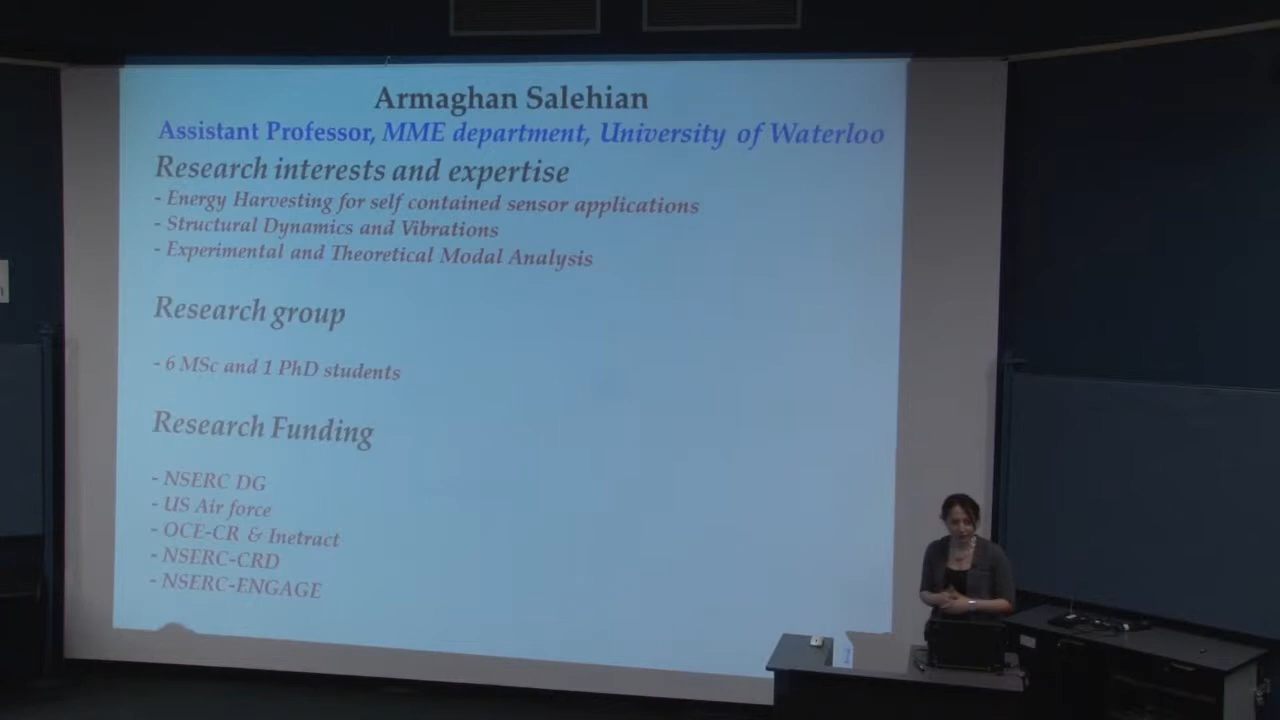 Armaghan Salehian
Assistant Professor, MME department, University of Waterloo
Research interests and expertise
- Energy Harvesting for self contained sensor applications
- Structural Dynamics and Vibrations
- Experimental and Theoretical Modal Analysis
Research group
- 6 MSc and 1 PhD students
Research Funding
- NSERC DG
- US Air force
- OCE-CR & Inetract
- NSERC-CRD
- NSERC-ENGAGE